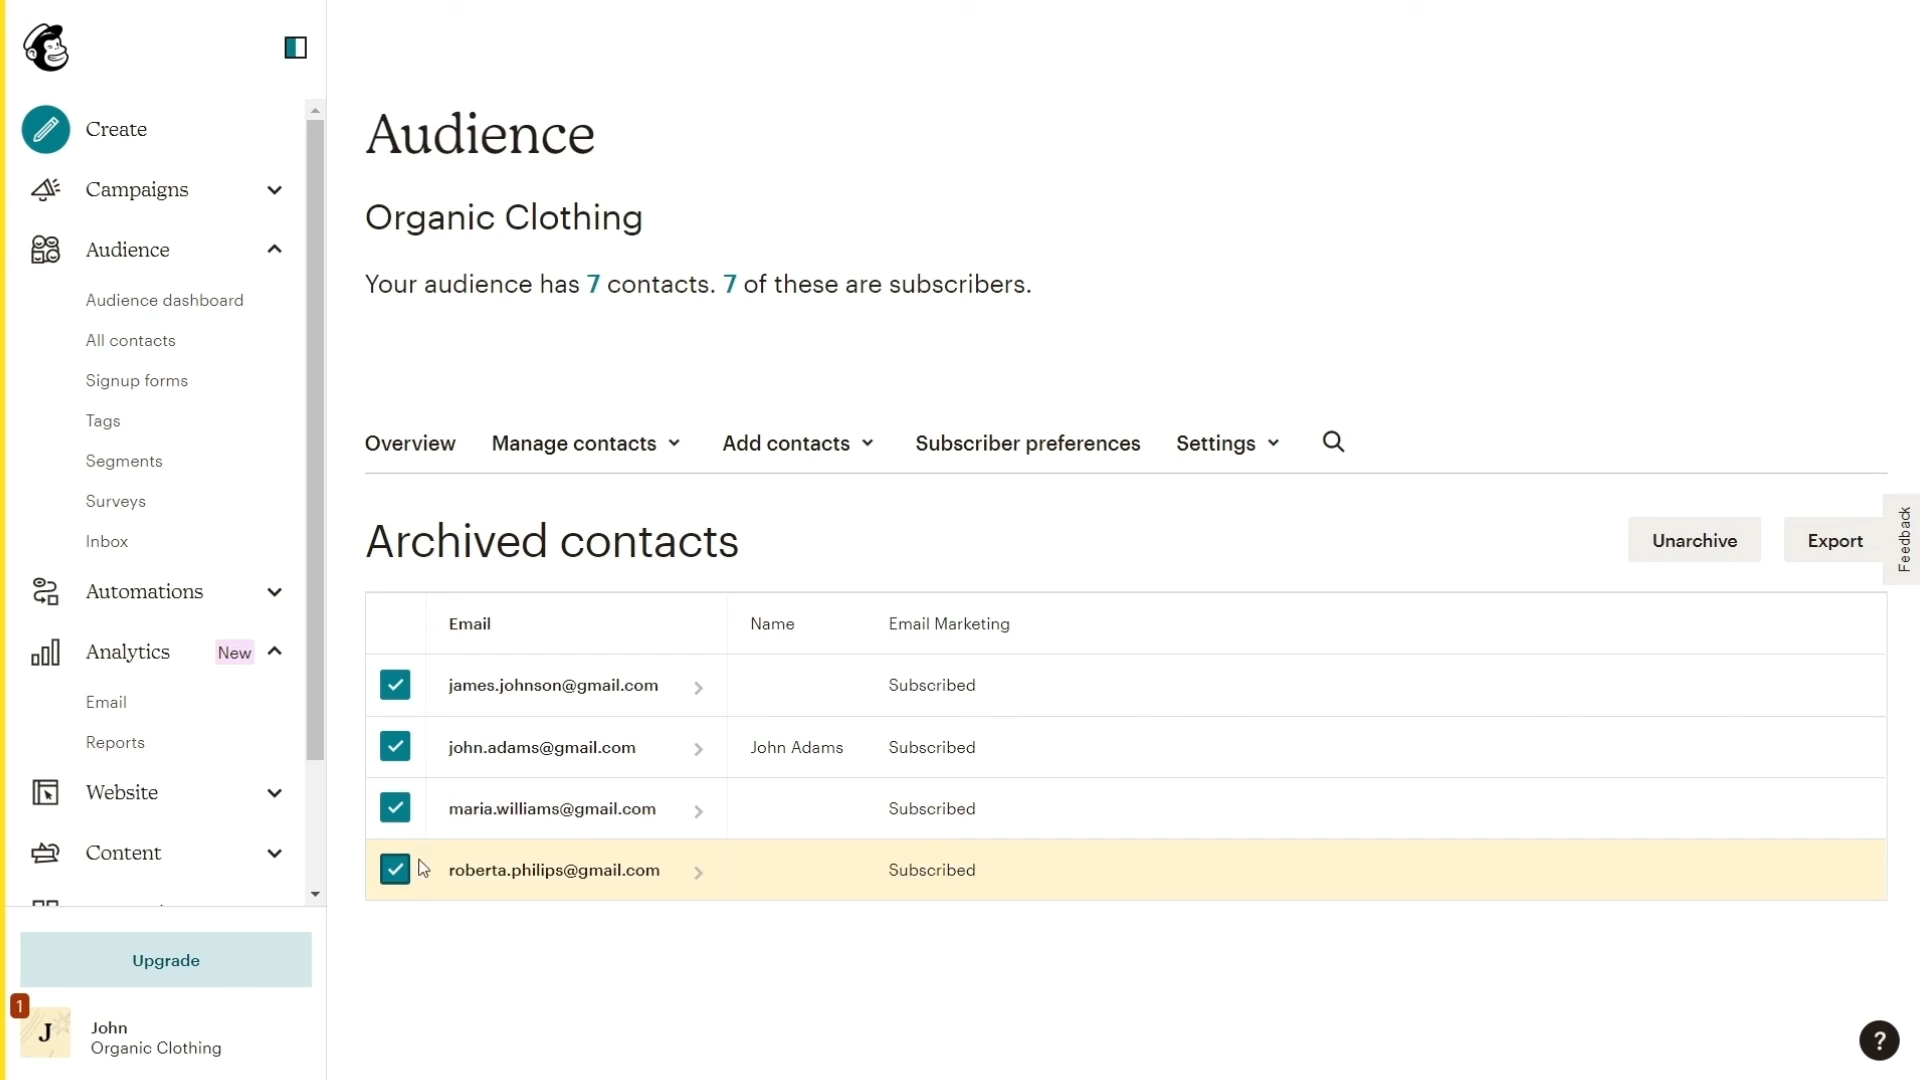 Create
Campaigns
Audience
Audience dashboard
All contacts
Signup forms
Tags
Segments
Surveys
Inbox
Automations
Analytics New
Email
Reports
Website
Content
Upgrade
1
J
John
Organic Clothing
Audience
Organic Clothing
Your audience has 7 contacts. 7 of these are subscribers.
Overview Manage contacts Add contacts Subscriber preferences Settings
Archived contacts Unarchive Export
Feedback
Email Name Email Marketing
james.johnson@gmail.com Subscribed
john.adams@gmail.com John Adams Subscribed
maria.williams@gmail.com Subscribed
roberta.philips@gmail.com Subscribed
?